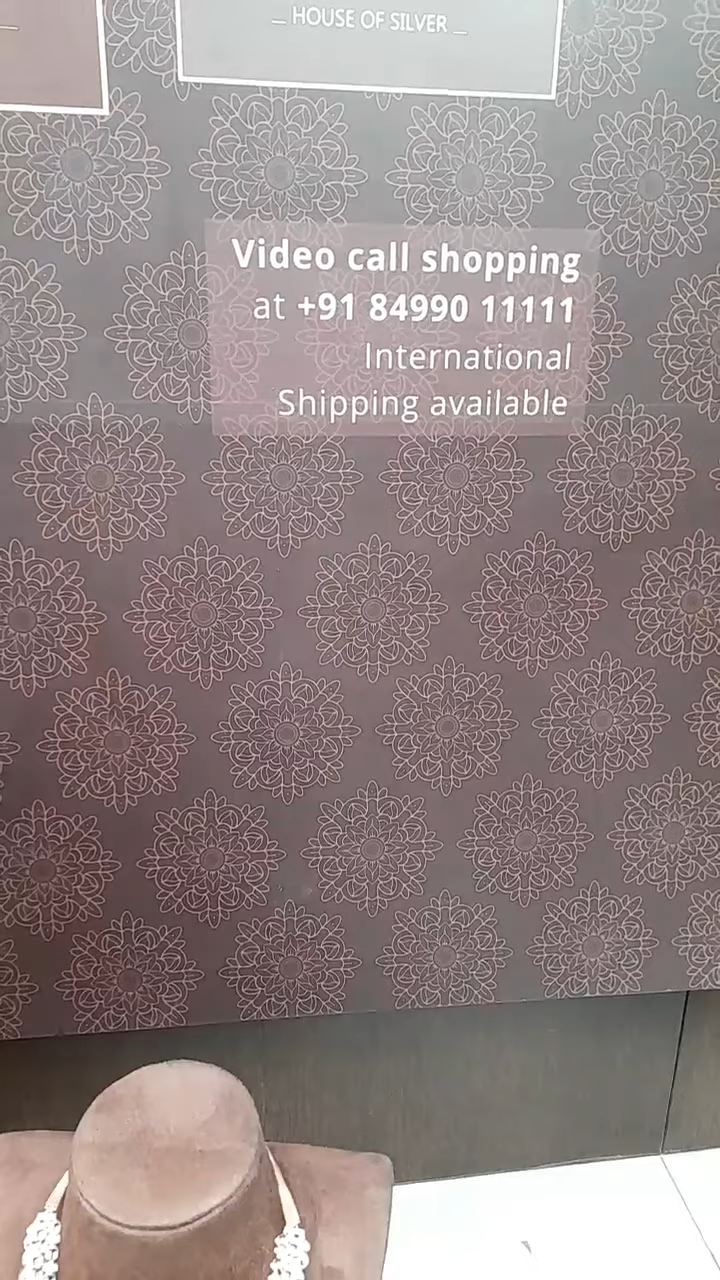 _ HOUSE OF SILVER _
Video call shopping
at +91 84990 11111
International
Shipping available